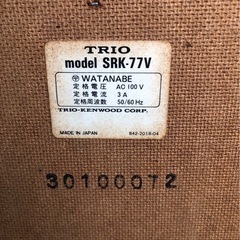 TRIO
model SRK-77V
WATANABE
定格電圧 AC 100V
定格電流 3 A
定格周波数 50/60 Hz
TRIO-KENWOOD CORP.
MADE IN JAPAN B42-2018-04
30100072